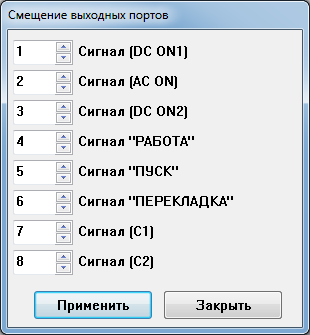 Смещение выходных портов
1 Сигнал (DC ON1)
2 Сигнал (AC ON)
3 Сигнал (DC ON2)
4 Сигнал "РАБОТА"
5 Сигнал "ПУСК"
6 Сигнал "ПЕРЕКЛАДКА"
7 Сигнал (C1)
8 Сигнал (C2)
Применить Закрыть